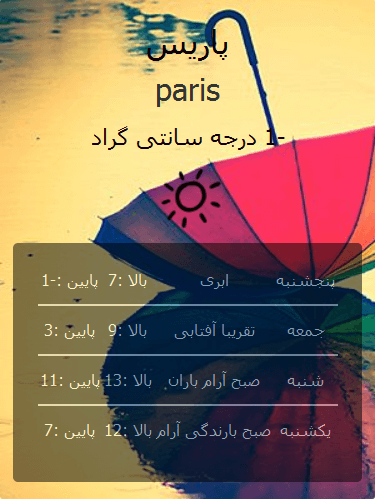 پاریس
paris
-1 درجه سانتی گراد
پنجشنبه ابری بالا :7 پایین :-1
جمعه تقریبا آفتابی بالا :9 پایین :3
شنبه صبح آرام باران بالا :13 پایین :11
یکشنبه صبح بارندگی آرام بالا :12 پایین :7